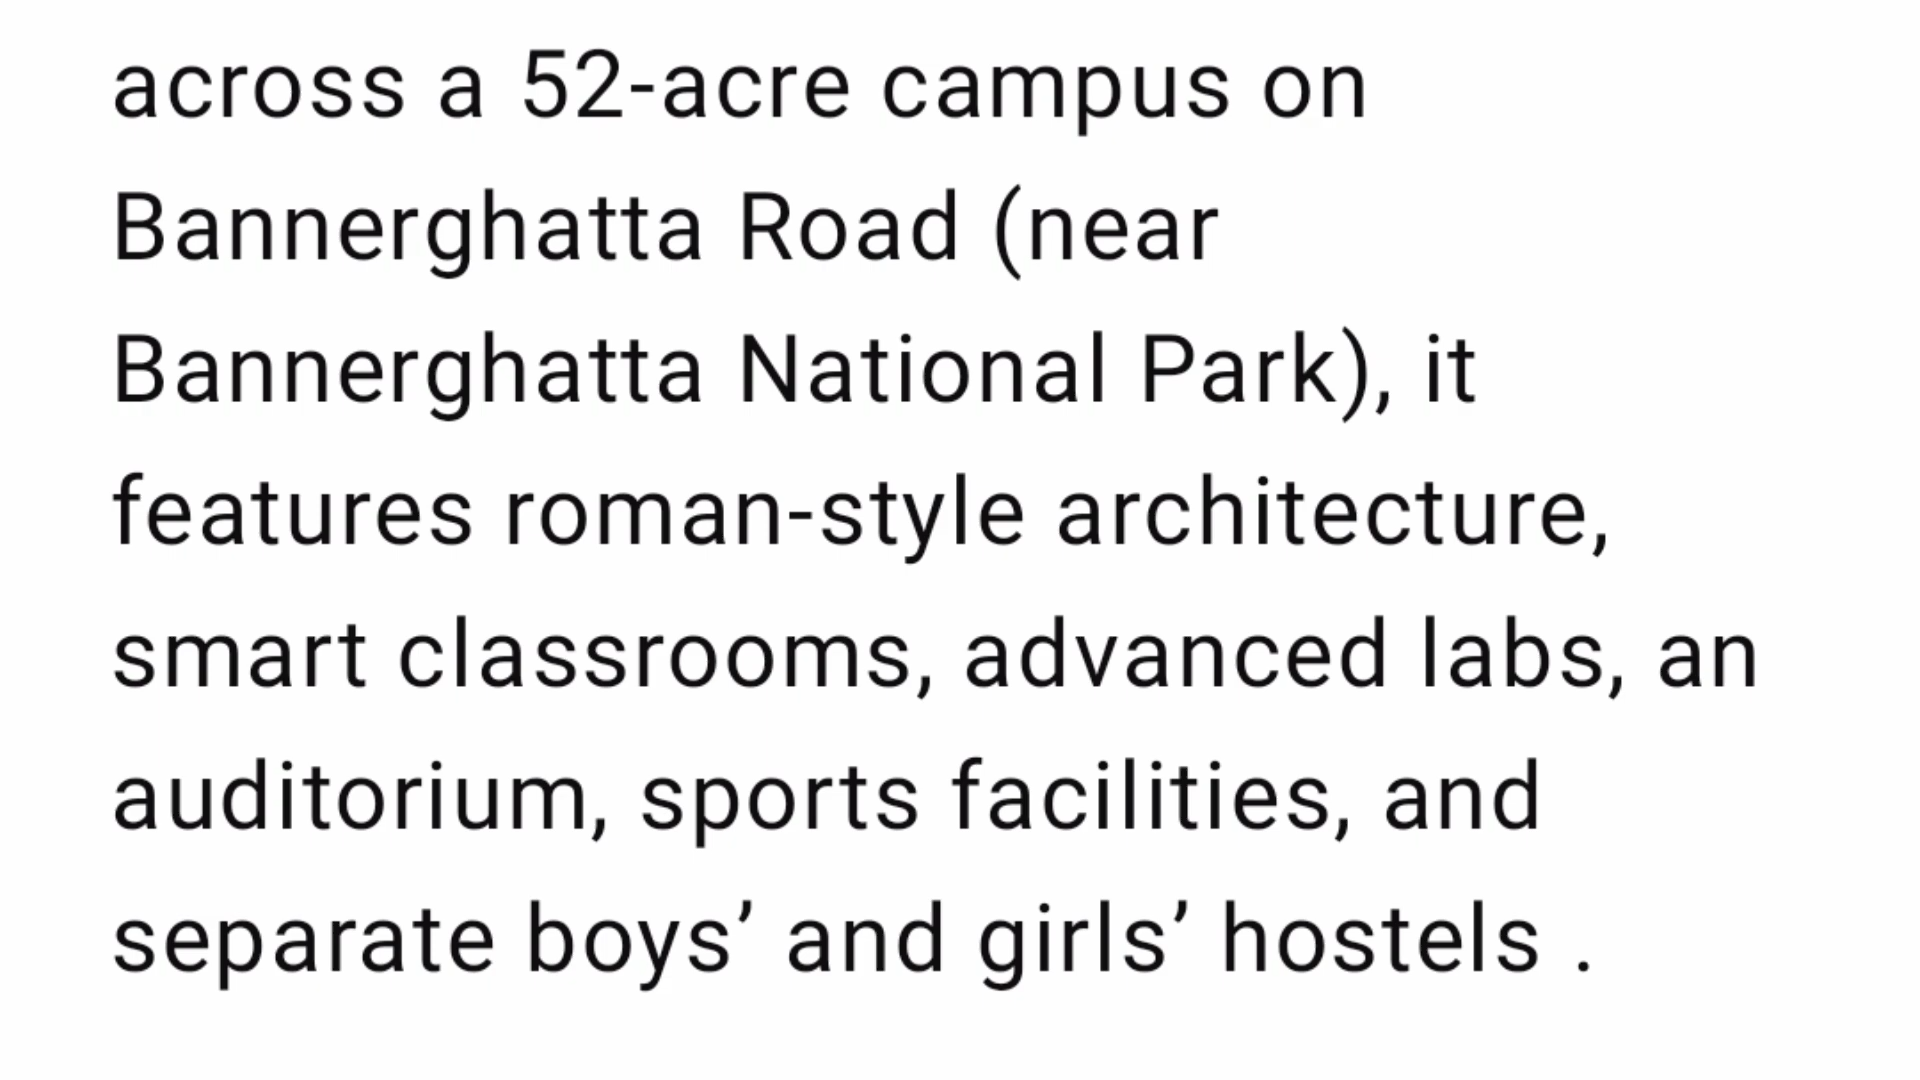 across a 52-acre campus on
Bannerghatta Road (near
Bannerghatta National Park), it
features roman-style architecture,
smart classrooms, advanced labs, an
auditorium, sports facilities, and
separate boys’ and girls’ hostels .